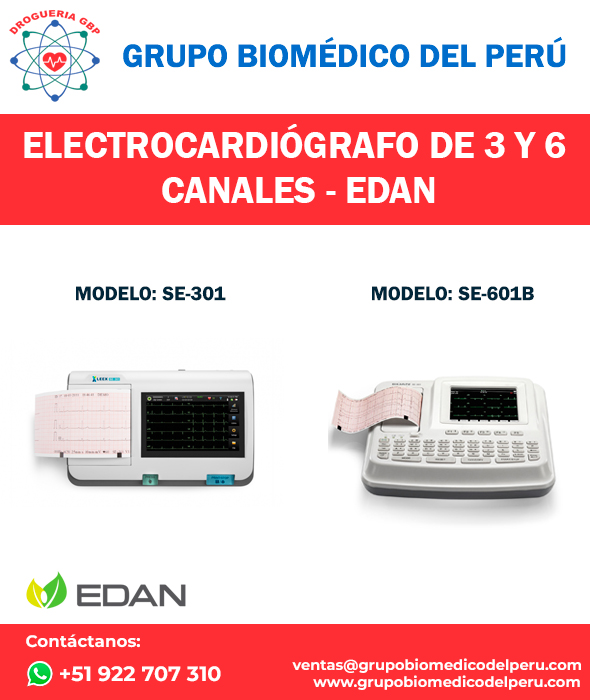 DROGUERIA GBP
GRUPO BIOMÉDICO DEL PERÚ
ELECTROCARDIÓGRAFO DE 3 Y 6
CANALES - EDAN
MODELO: SE-301
MODELO: SE-601B
EDAN
Contáctanos:
+51 922 707 310
ventas@grupobiomedicodelperu.com
www.grupobiomedicodelperu.com